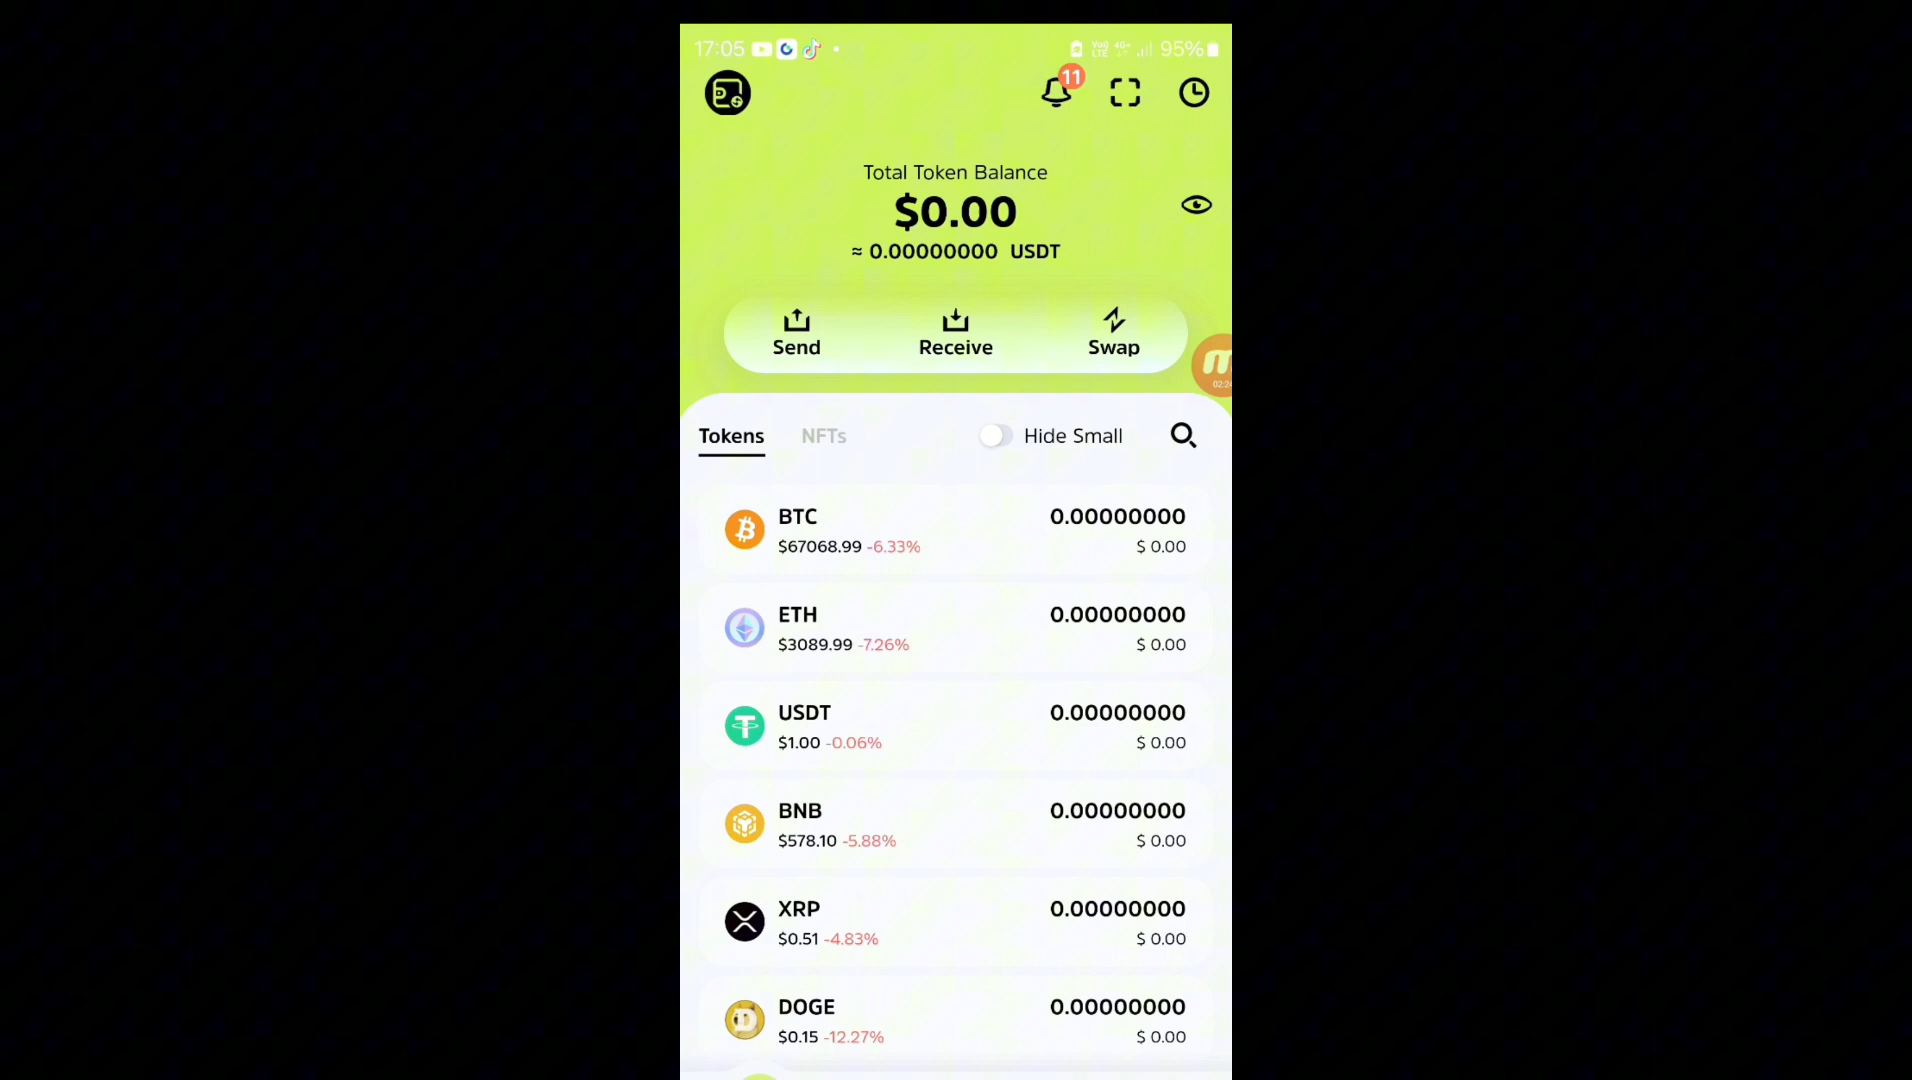 17:05 95%
11
Total Token Balance
$0.00
≈ 0.00000000 USDT
Send Receive Swap
02:24
Tokens NFTs Hide Small
BTC 0.00000000
$67068.99 -6.33% $ 0.00
ETH 0.00000000
$3089.99 -7.26% $ 0.00
USDT 0.00000000
$1.00 -0.06% $ 0.00
BNB 0.00000000
$578.10 -5.88% $ 0.00
XRP 0.00000000
$0.51 -4.83% $ 0.00
DOGE 0.00000000
$0.15 -12.27% $ 0.00